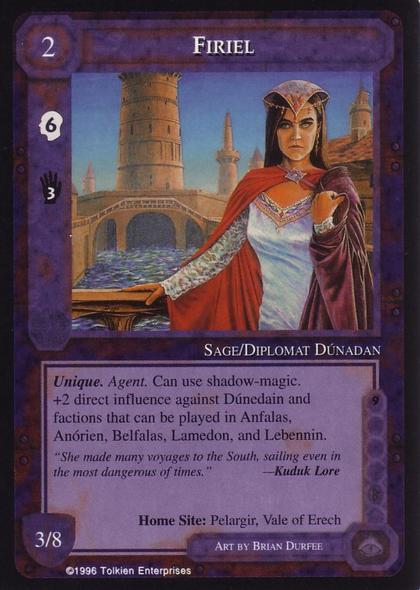 2
FIRIEL
6
3
SAGE/DIPLOMAT DÚNADAN
Unique. Agent. Can use shadow-magic.
+2 direct influence against Dúnedain and
factions that can be played in Anfalas,
Anórien, Belfalas, Lamedon, and Lebennin.
9
“She made many voyages to the South, sailing even in
the most dangerous of times.” —Kuduk Lore
Home Site: Pelargir, Vale of Erech
3/8
ART BY BRIAN DURFEE
©1996 Tolkien Enterprises